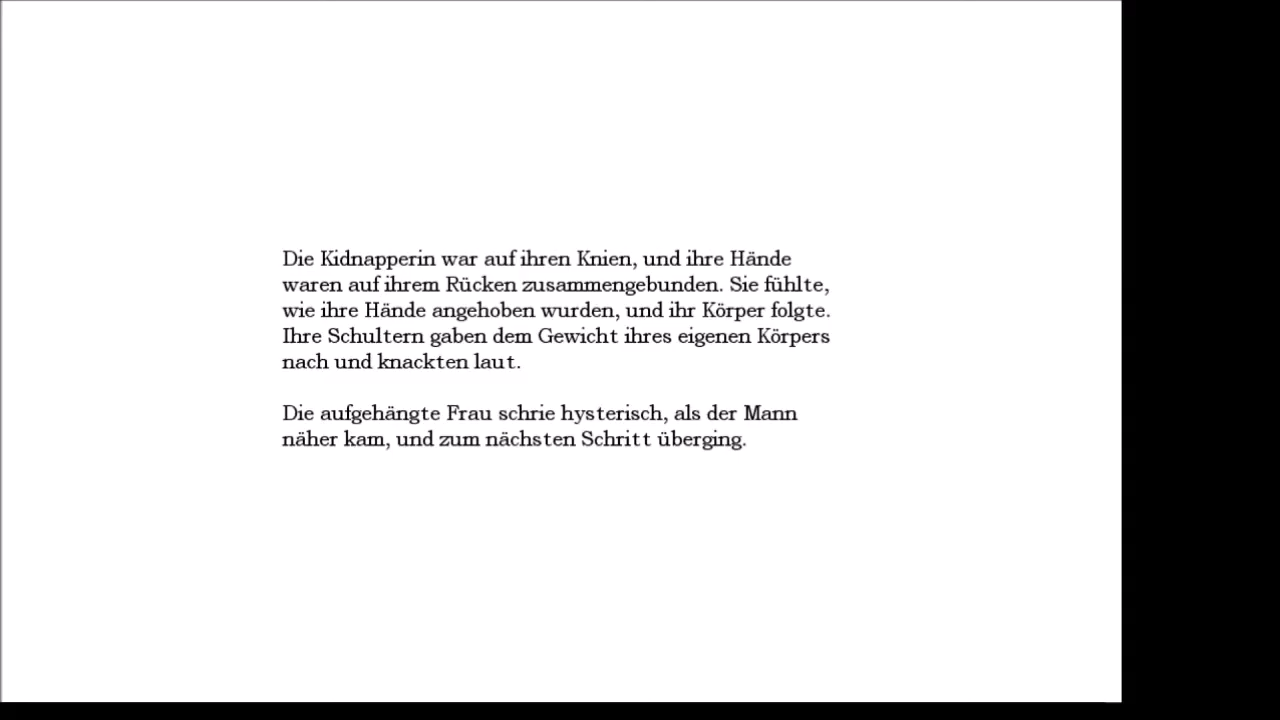 Die Kidnapperin war auf ihren Knien, und ihre Hände
waren auf ihrem Rücken zusammengebunden. Sie fühlte,
wie ihre Hände angehoben wurden, und ihr Körper folgte.
Ihre Schultern gaben dem Gewicht ihres eigenen Körpers
nach und knackten laut.
Die aufgehängte Frau schrie hysterisch, als der Mann
näher kam, und zum nächsten Schritt überging.